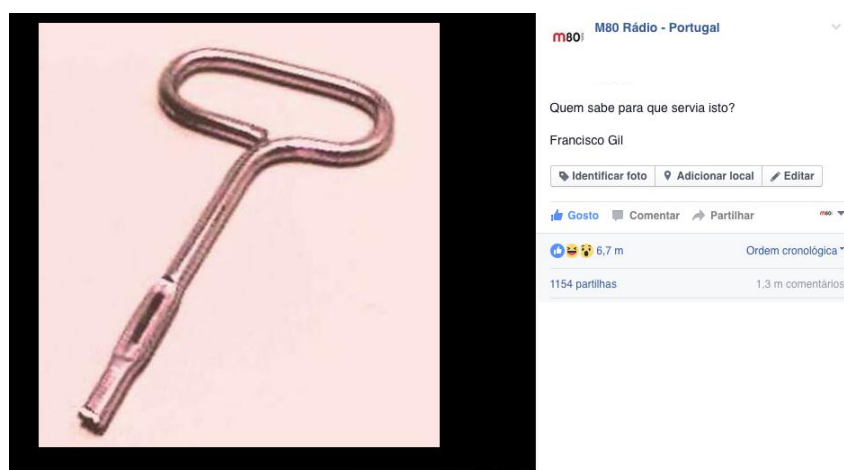 M80 Rádio - Portugal
m80
Quem sabe para que servia isto?
Francisco Gil
Identificar foto Adicionar local Editar
Gosto Comentar Partilhar m80
6,7 m Ordem cronológica
1154 partilhas 1,3 m comentários